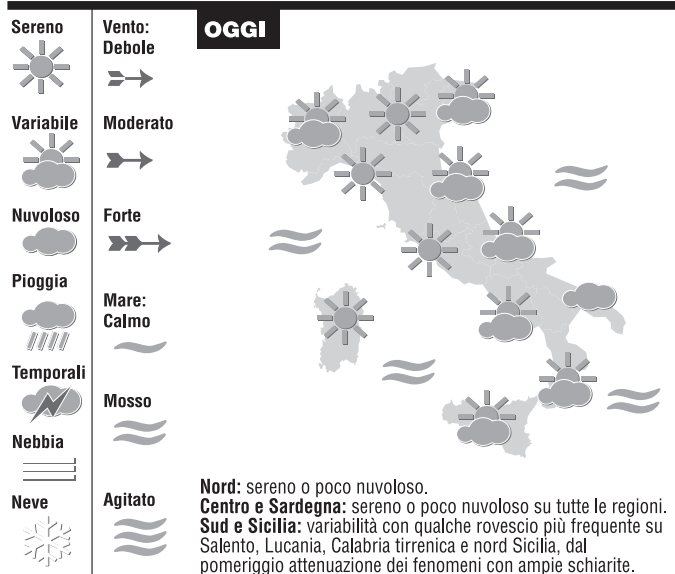 Sereno
Variabile
Nuvoloso
Pioggia
Temporali
Nebbia
Neve
Vento:
Debole
Moderato
Forte
Mare:
Calmo
Mosso
Agitato
OGGI
Nord: sereno o poco nuvoloso.
Centro e Sardegna: sereno o poco nuvoloso su tutte le regioni.
Sud e Sicilia: variabilità con qualche rovescio più frequente su
Salento, Lucania, Calabria tirrenica e nord Sicilia, dal
pomeriggio attenuazione dei fenomeni con ampie schiarite.